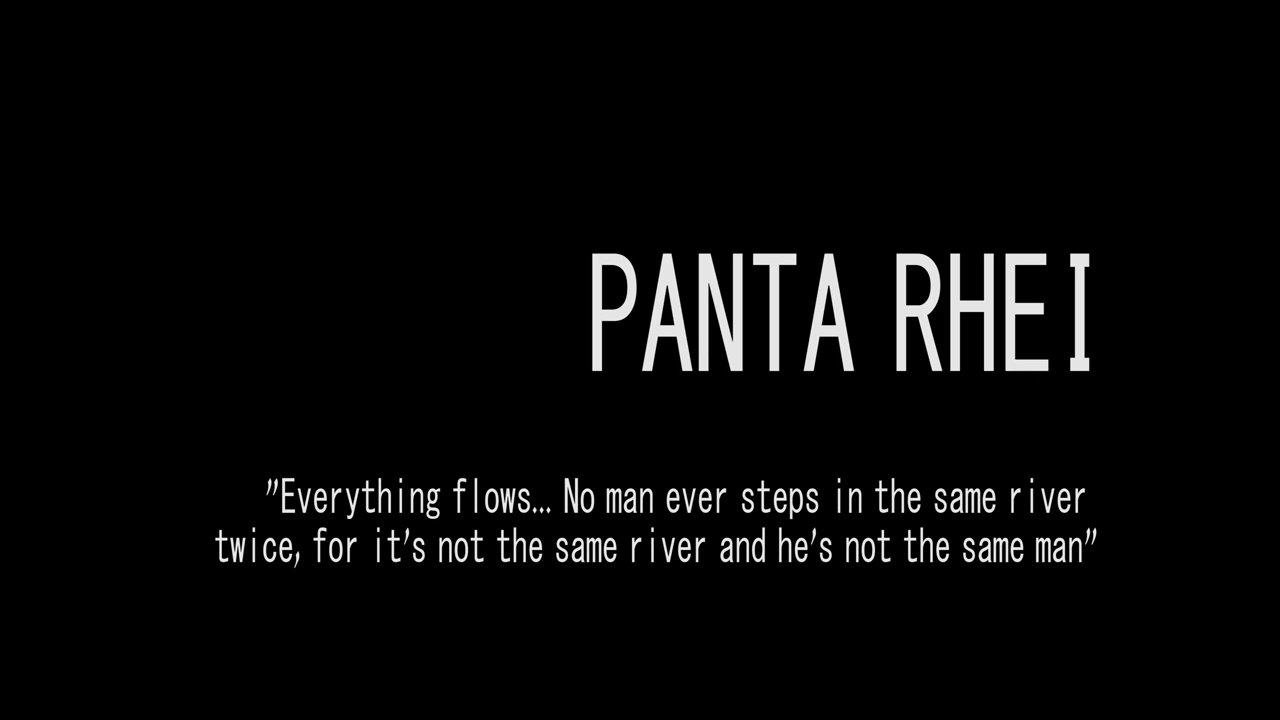 PANTA RHEI
"Everything flows... No man ever steps in the same river
twice, for it's not the same river and he's not the same man"